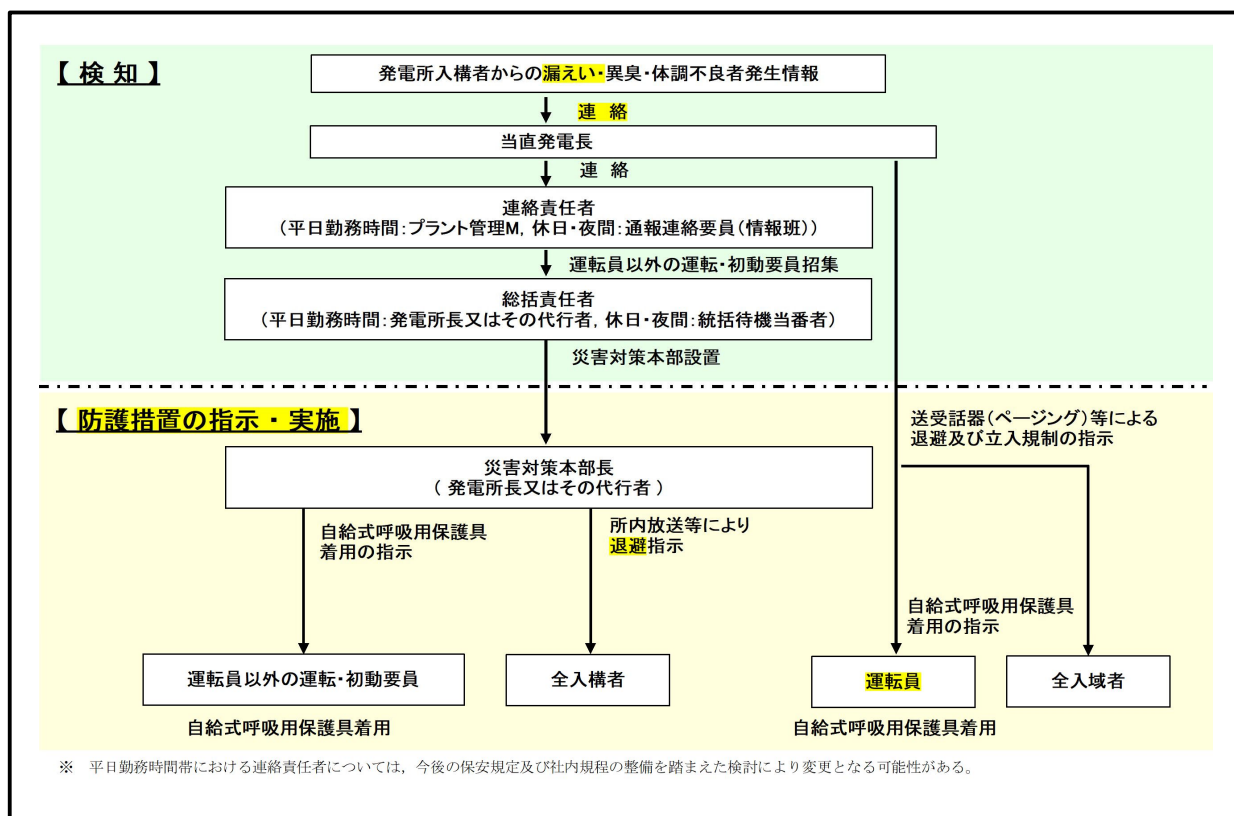 【 検 知 】
発電所入構者からの漏えい・異臭・体調不良者発生情報
連 絡
当直発電長
連 絡
連絡責任者
（平日勤務時間：プラント管理M，休日・夜間：通報連絡要員（情報班））
運転員以外の運転・初動要員招集
総括責任者
（平日勤務時間：発電所長又はその代行者，休日・夜間：統括待機当番者）
災害対策本部設置
【 防護措置の指示 ・ 実施 】
送受話器（ページング）等による
退避及び立入規制の指示
災害対策本部長
（ 発電所長又はその代行者 ）
自給式呼吸用保護具
着用の指示
所内放送等により
退避指示
自給式呼吸用保護具
着用の指示
運転員以外の運転・初動要員
全入構者
運転員
全入域者
自給式呼吸用保護具着用
自給式呼吸用保護具着用
※ 平日勤務時間帯における連絡責任者については，今後の保安規定及び社内規程の整備を踏まえた検討により変更となる可能性がある。